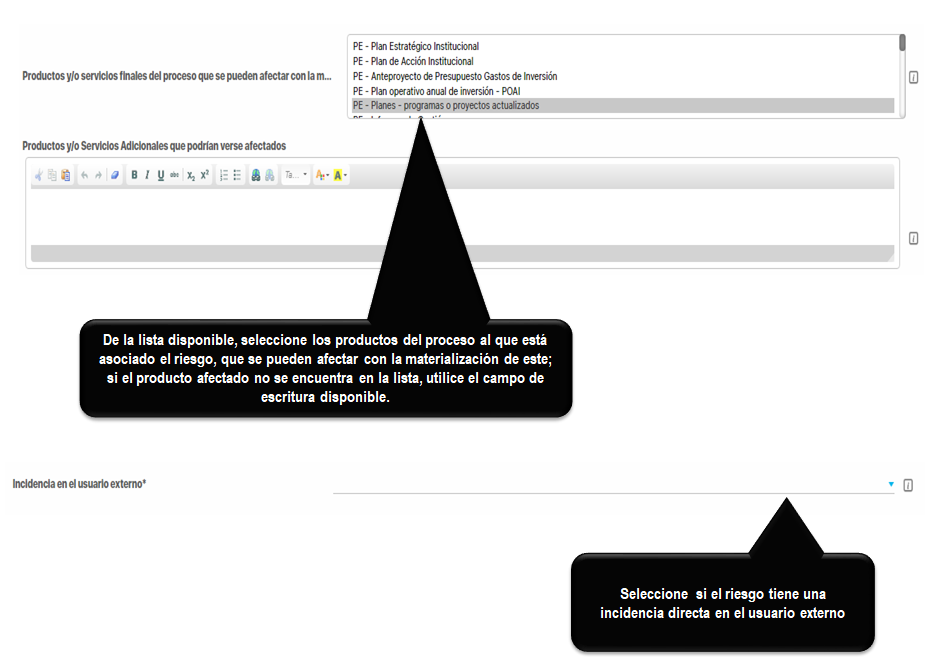 PE - Plan Estratégico Institucional
PE - Plan de Acción Institucional
Productos y/o servicios finales del proceso que se pueden afectar con la m...
PE - Anteproyecto de Presupuesto Gastos de Inversión
PE - Plan operativo anual de inversión - POAI
PE - Planes - programas o proyectos actualizados
Productos y/o Servicios Adicionales que podrían verse afectados
B I U abc X₂ X² Ta... A A
De la lista disponible, seleccione los productos del proceso al que está
asociado el riesgo, que se pueden afectar con la materialización de este;
si el producto afectado no se encuentra en la lista, utilice el campo de
escritura disponible.
Incidencia en el usuario externo*
Seleccione si el riesgo tiene una
incidencia directa en el usuario externo